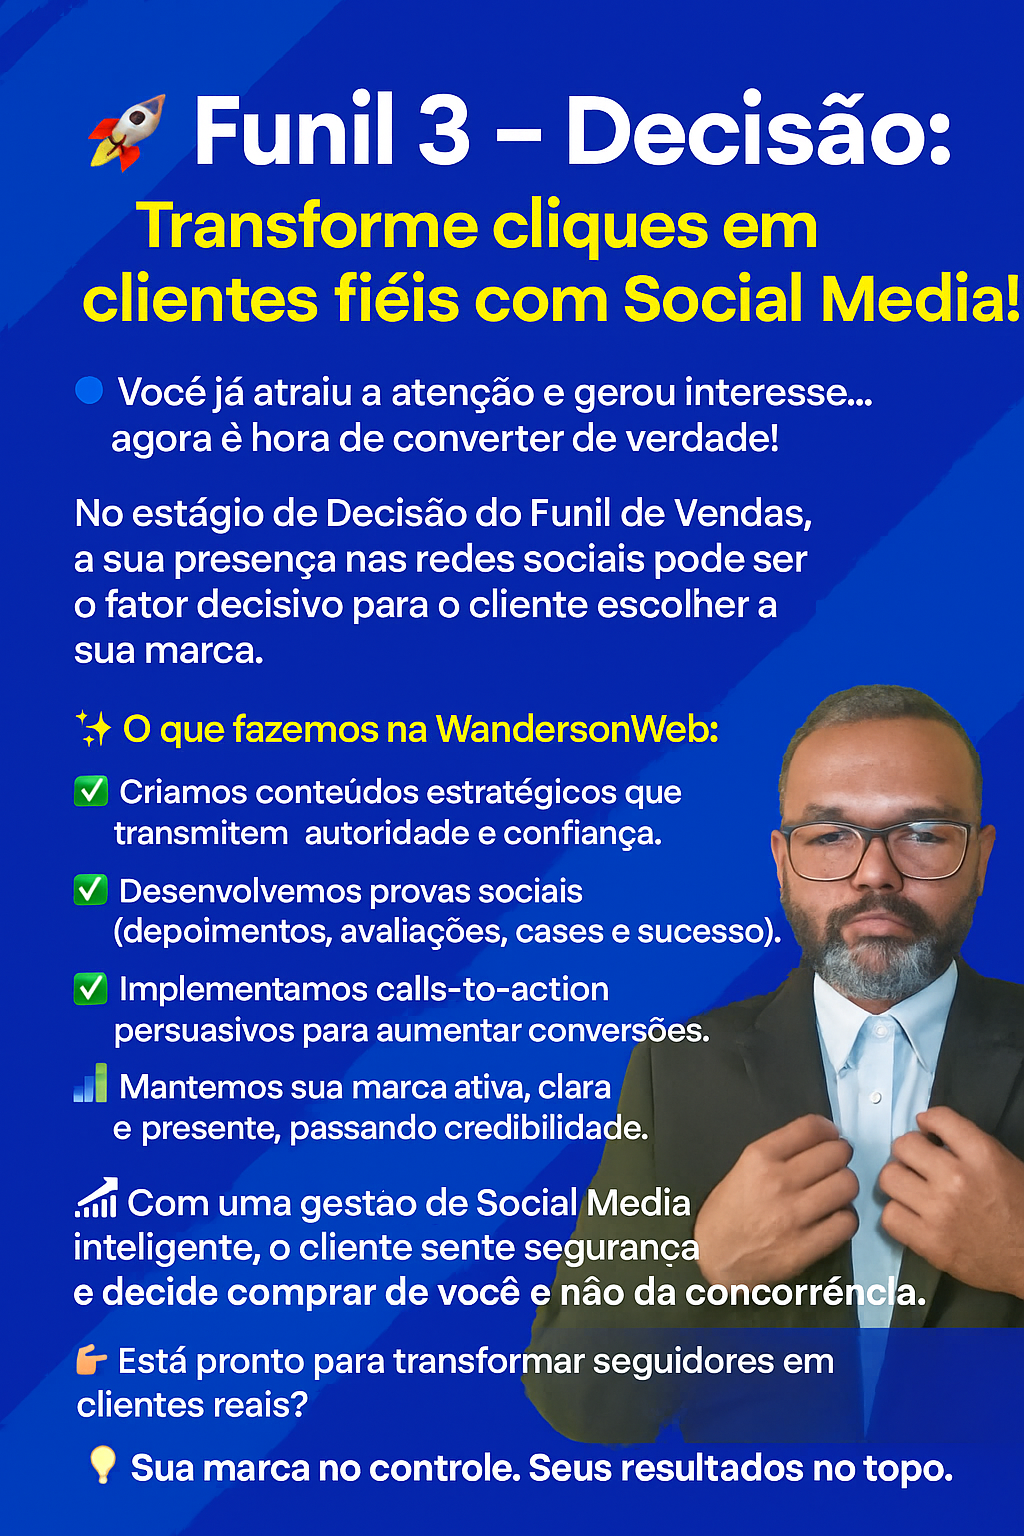 🚀 Funil 3 – Decisão:
Transforme cliques em
clientes fiéis com Social Media!
🔵 Vocé já atraiu a atenção e gerou interesse...
agora è hora de converter de verdade!
No estágio de Decisão do Funil de Vendas,
a sua presença nas redes sociais pode ser
o fator decisivo para o cliente escolher a
sua marca.
✨ O que fazemos na WandersonWeb:
✅ Criamos conteúdos estratégicos que
transmitem autoridade e confiança.
✅ Desenvolvemos provas sociais
(depoimentos, avaliações, cases e sucesso).
✅ Implementamos calls-to-action
persuasivos para aumentar conversões.
📊 Mantemos sua marca ativa, clara
e presente, passando credibilidade.
📈 Com uma gestão de Social Media
inteligente, o cliente sente segurança
e decide comprar de você e nâo da concorréncla.
👉 Está pronto para transformar seguidores em
clientes reais?
💡 Sua marca no controle. Seus resultados no topo.